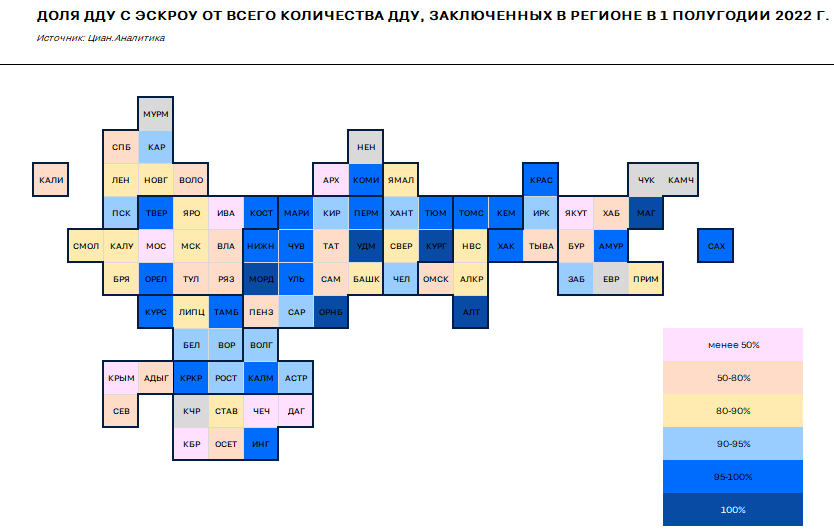 ДОЛЯ ДДУ С ЭСКРОУ ОТ ВСЕГО КОЛИЧЕСТВА ДДУ, ЗАКЛЮЧЕННЫХ В РЕГИОНЕ В 1 ПОЛУГОДИИ 2022 Г.
Источник: Циан.Аналитика
МУРМ
СПБ КАР НЕН
КАЛИ ЛЕН НОВГ ВОЛО АРХ КОМИ ЯМАЛ КРАС ЧУК КАМЧ
ПСК ТВЕР ЯРО ИВА КОСТ МАРИ КИР ПЕРМ ХАНТ ТЮМ ТОМС КЕМ ИРК ЯКУТ ХАБ МАГ
СМОЛ КАЛУ МОС МСК ВЛА НИЖН ЧУВ ТАТ УДМ СВЕР КУРГ НВС ХАК ТЫВА БУР АМУР САХ
БРЯ ОРЕЛ ТУЛ РЯЗ МОРД УЛЬ САМ БАШК ЧЕЛ ОМСК АЛКР ЗАБ ЕВР ПРИМ
КУРС ЛИПЦ ТАМБ ПЕНЗ САР ОРНБ АЛТ
БЕЛ ВОР ВОЛГ
КРЫМ АДЫГ КРКР РОСТ КАЛМ АСТР
СЕВ КЧР СТАВ ЧЕЧ ДАГ
КБР ОСЕТ ИНГ
менее 50%
50-80%
80-90%
90-95%
95-100%
100%